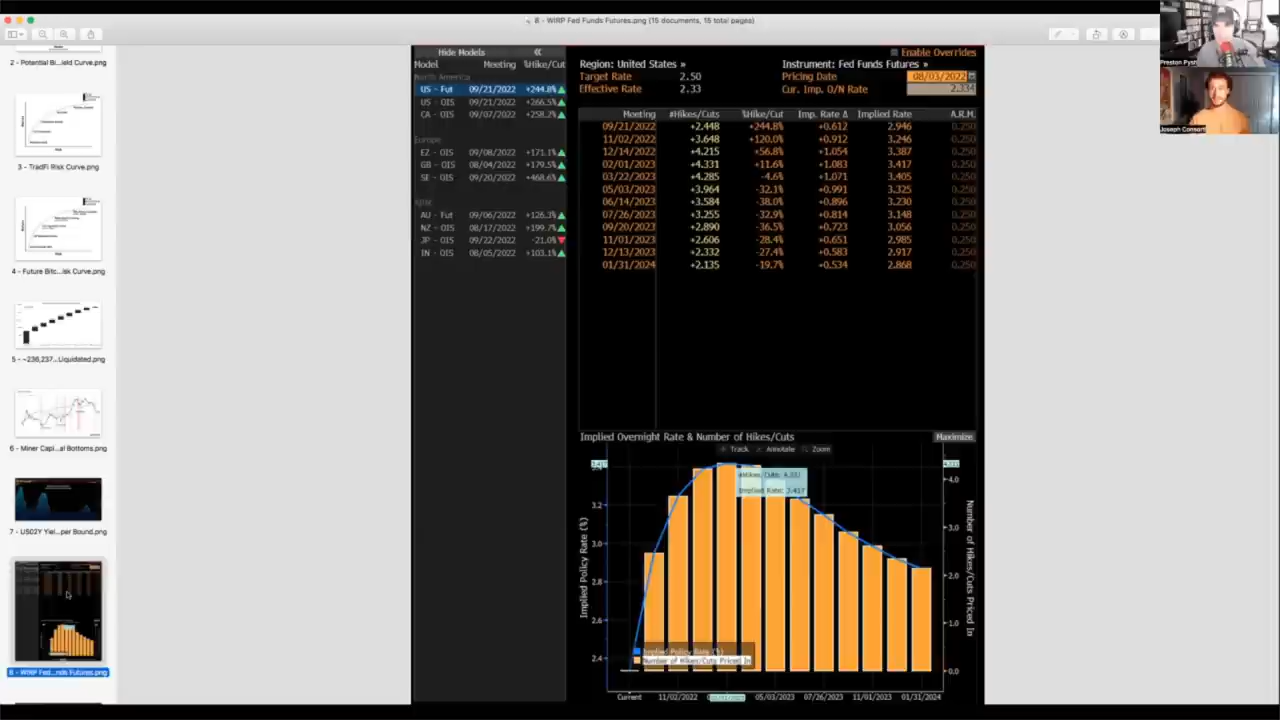 8 - WIRP Fed Funds Futures.png (15 documents, 15 total pages)
Preston Pysh
Joseph Consorti
2 - Potential Bi...ield Curve.png
3 - TradFi Risk Curve.png
4 - Future Bitc...isk Curve.png
5 - ~236,237...Liquidated.png
6 - Miner Capi...al Bottoms.png
7 - US02Y Yiel...per Bound.png
8 - WIRP Fed...nds Futures.png
Hide Models «
Model Meeting %Hike/Cut
North America
US - Fut 09/21/2022 +244.8%
US - OIS 09/21/2022 +266.5%
CA - OIS 09/07/2022 +258.2%
Europe
EZ - OIS 09/08/2022 +171.1%
GB - OIS 08/04/2022 +179.5%
SE - OIS 09/20/2022 +468.6%
AU - Fut 09/06/2022 +126.3%
NZ - OIS 08/17/2022 +199.7%
JP - OIS 09/22/2022 -21.0%
IN - OIS 08/05/2022 +103.1%
Enable Overrides
Region: United States » Instrument: Fed Funds Futures »
Target Rate 2.50 Pricing Date 08/03/2022
Effective Rate 2.33 Cur. Imp. O/N Rate 2.334
Meeting #Hikes/Cuts %Hike/Cut Imp. Rate Δ Implied Rate A.R.M.
09/21/2022 +2.448 +244.8% +0.612 2.946 0.250
11/02/2022 +3.648 +120.0% +0.912 3.246 0.250
12/14/2022 +4.215 +56.8% +1.054 3.387 0.250
02/01/2023 +4.331 +11.6% +1.083 3.417 0.250
03/22/2023 +4.285 -4.6% +1.071 3.405 0.250
05/03/2023 +3.964 -32.1% +0.991 3.325 0.250
06/14/2023 +3.584 -38.0% +0.896 3.230 0.250
07/26/2023 +3.255 -32.9% +0.814 3.148 0.250
09/20/2023 +2.890 -36.5% +0.723 3.056 0.250
11/01/2023 +2.606 -28.4% +0.651 2.985 0.250
12/13/2023 +2.332 -27.4% +0.583 2.917 0.250
01/31/2024 +2.135 -19.7% +0.534 2.868 0.250
Implied Overnight Rate & Number of Hikes/Cuts Maximize
Track Annotate Zoom
Implied Policy Rate (%)
3.417
3.2
3.0
2.8
2.6
2.4
#Hikes/Cuts: 4.331
Implied Rate: 3.417
Implied Policy Rate (%)
Number of Hikes/Cuts Priced In
4.0
3.0
2.0
1.0
0.0
Number of Hikes/Cuts Priced In
Current 11/02/2022 05/03/2023 07/26/2023 11/01/2023 01/31/2024